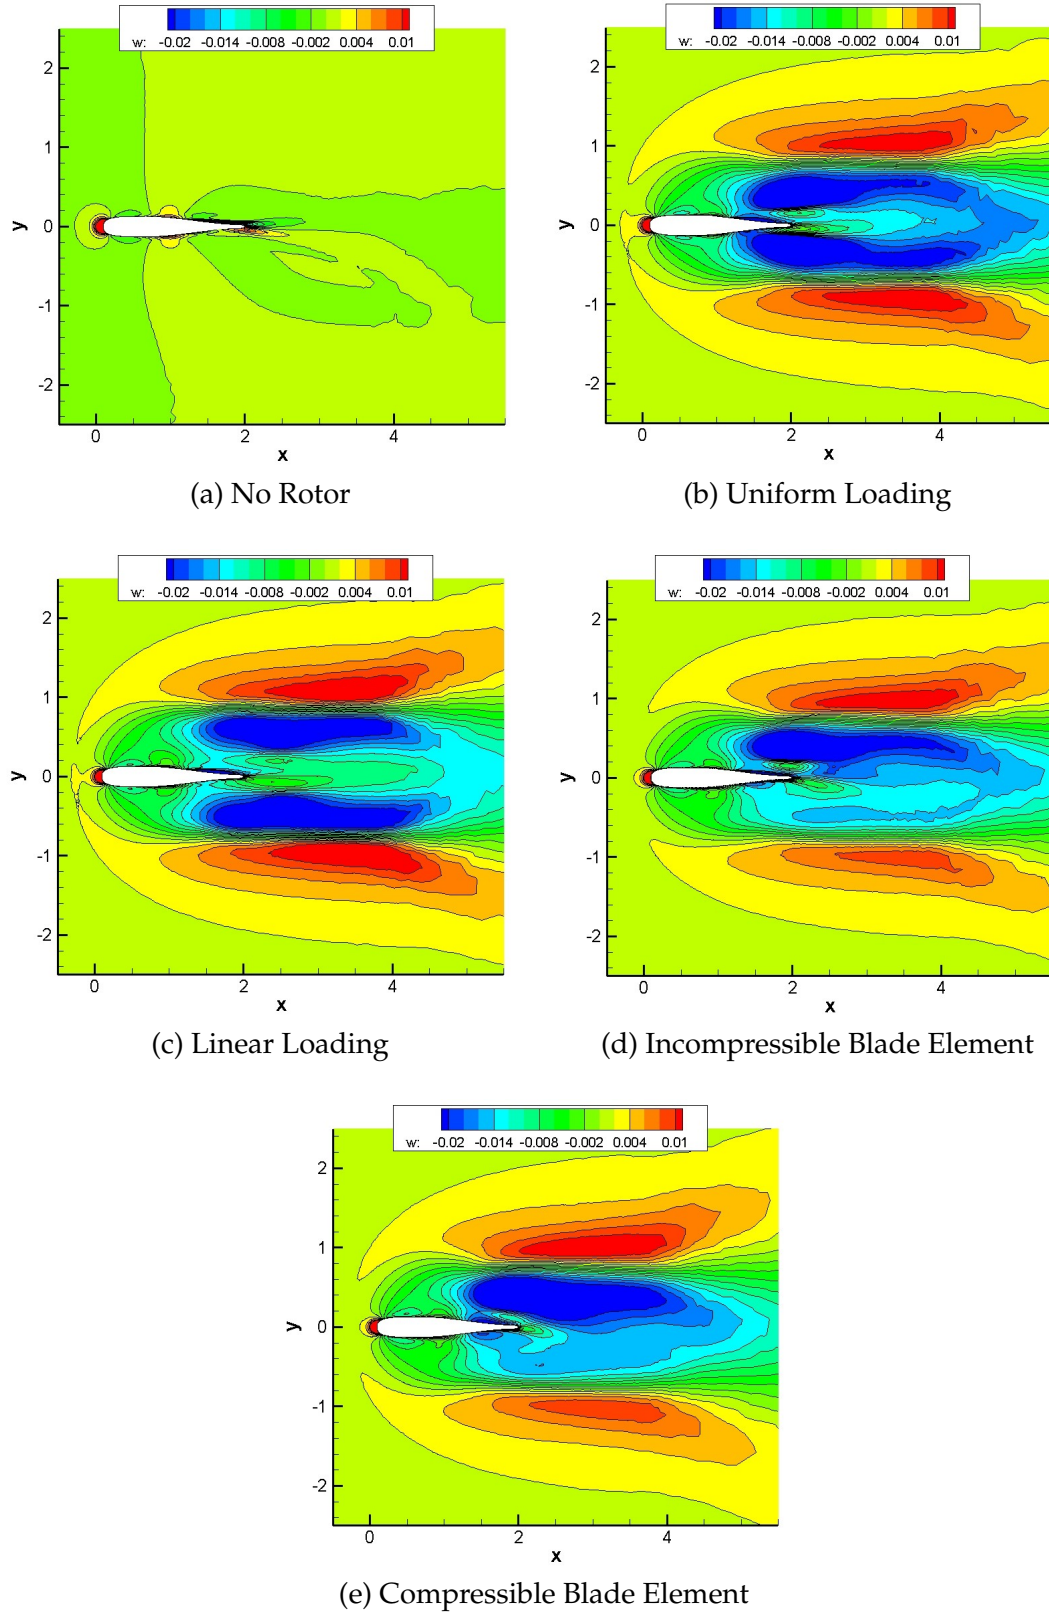 w: -0.02 -0.014 -0.008 -0.002 0.004 0.01
w: -0.02 -0.014 -0.008 -0.002 0.004 0.01
2
1
0
-1
-2
y
0 2 4
x
2
1
0
-1
-2
y
0 2 4
x
(a) No Rotor
(b) Uniform Loading
w: -0.02 -0.014 -0.008 -0.002 0.004 0.01
w: -0.02 -0.014 -0.008 -0.002 0.004 0.01
2
1
0
-1
-2
y
0 2 4
x
2
1
0
-1
-2
y
0 2 4
x
(c) Linear Loading
(d) Incompressible Blade Element
w: -0.02 -0.014 -0.008 -0.002 0.004 0.01
2
1
0
-1
-2
y
0 2 4
x
(e) Compressible Blade Element